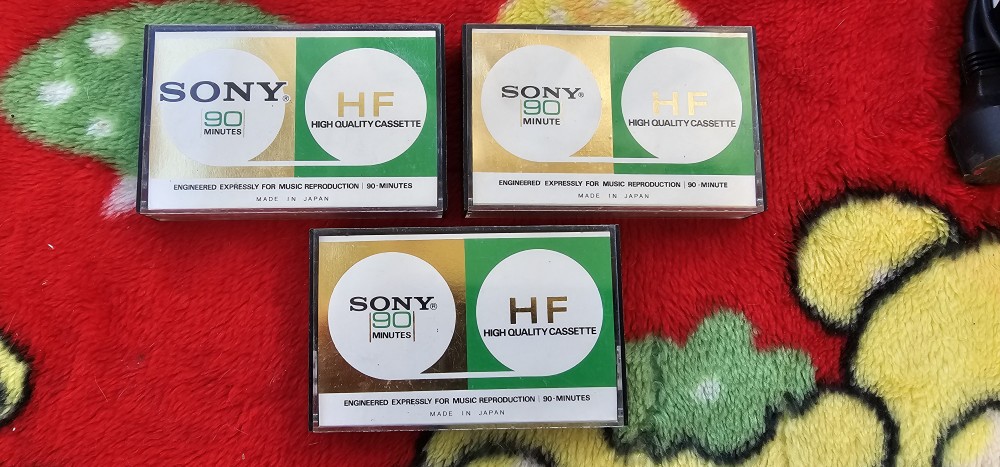 SONY®
90
MINUTES
HF
HIGH QUALITY CASSETTE
ENGINEERED EXPRESSLY FOR MUSIC REPRODUCTION | 90-MINUTES
MADE IN JAPAN
SONY®
90
MINUTE
HF
HIGH QUALITY CASSETTE
ENGINEERED EXPRESSLY FOR MUSIC REPRODUCTION | 90-MINUTE
MADE IN JAPAN
SONY®
90
MINUTES
HF
HIGH QUALITY CASSETTE
ENGINEERED EXPRESSLY FOR MUSIC REPRODUCTION | 90-MINUTES
MADE IN JAPAN